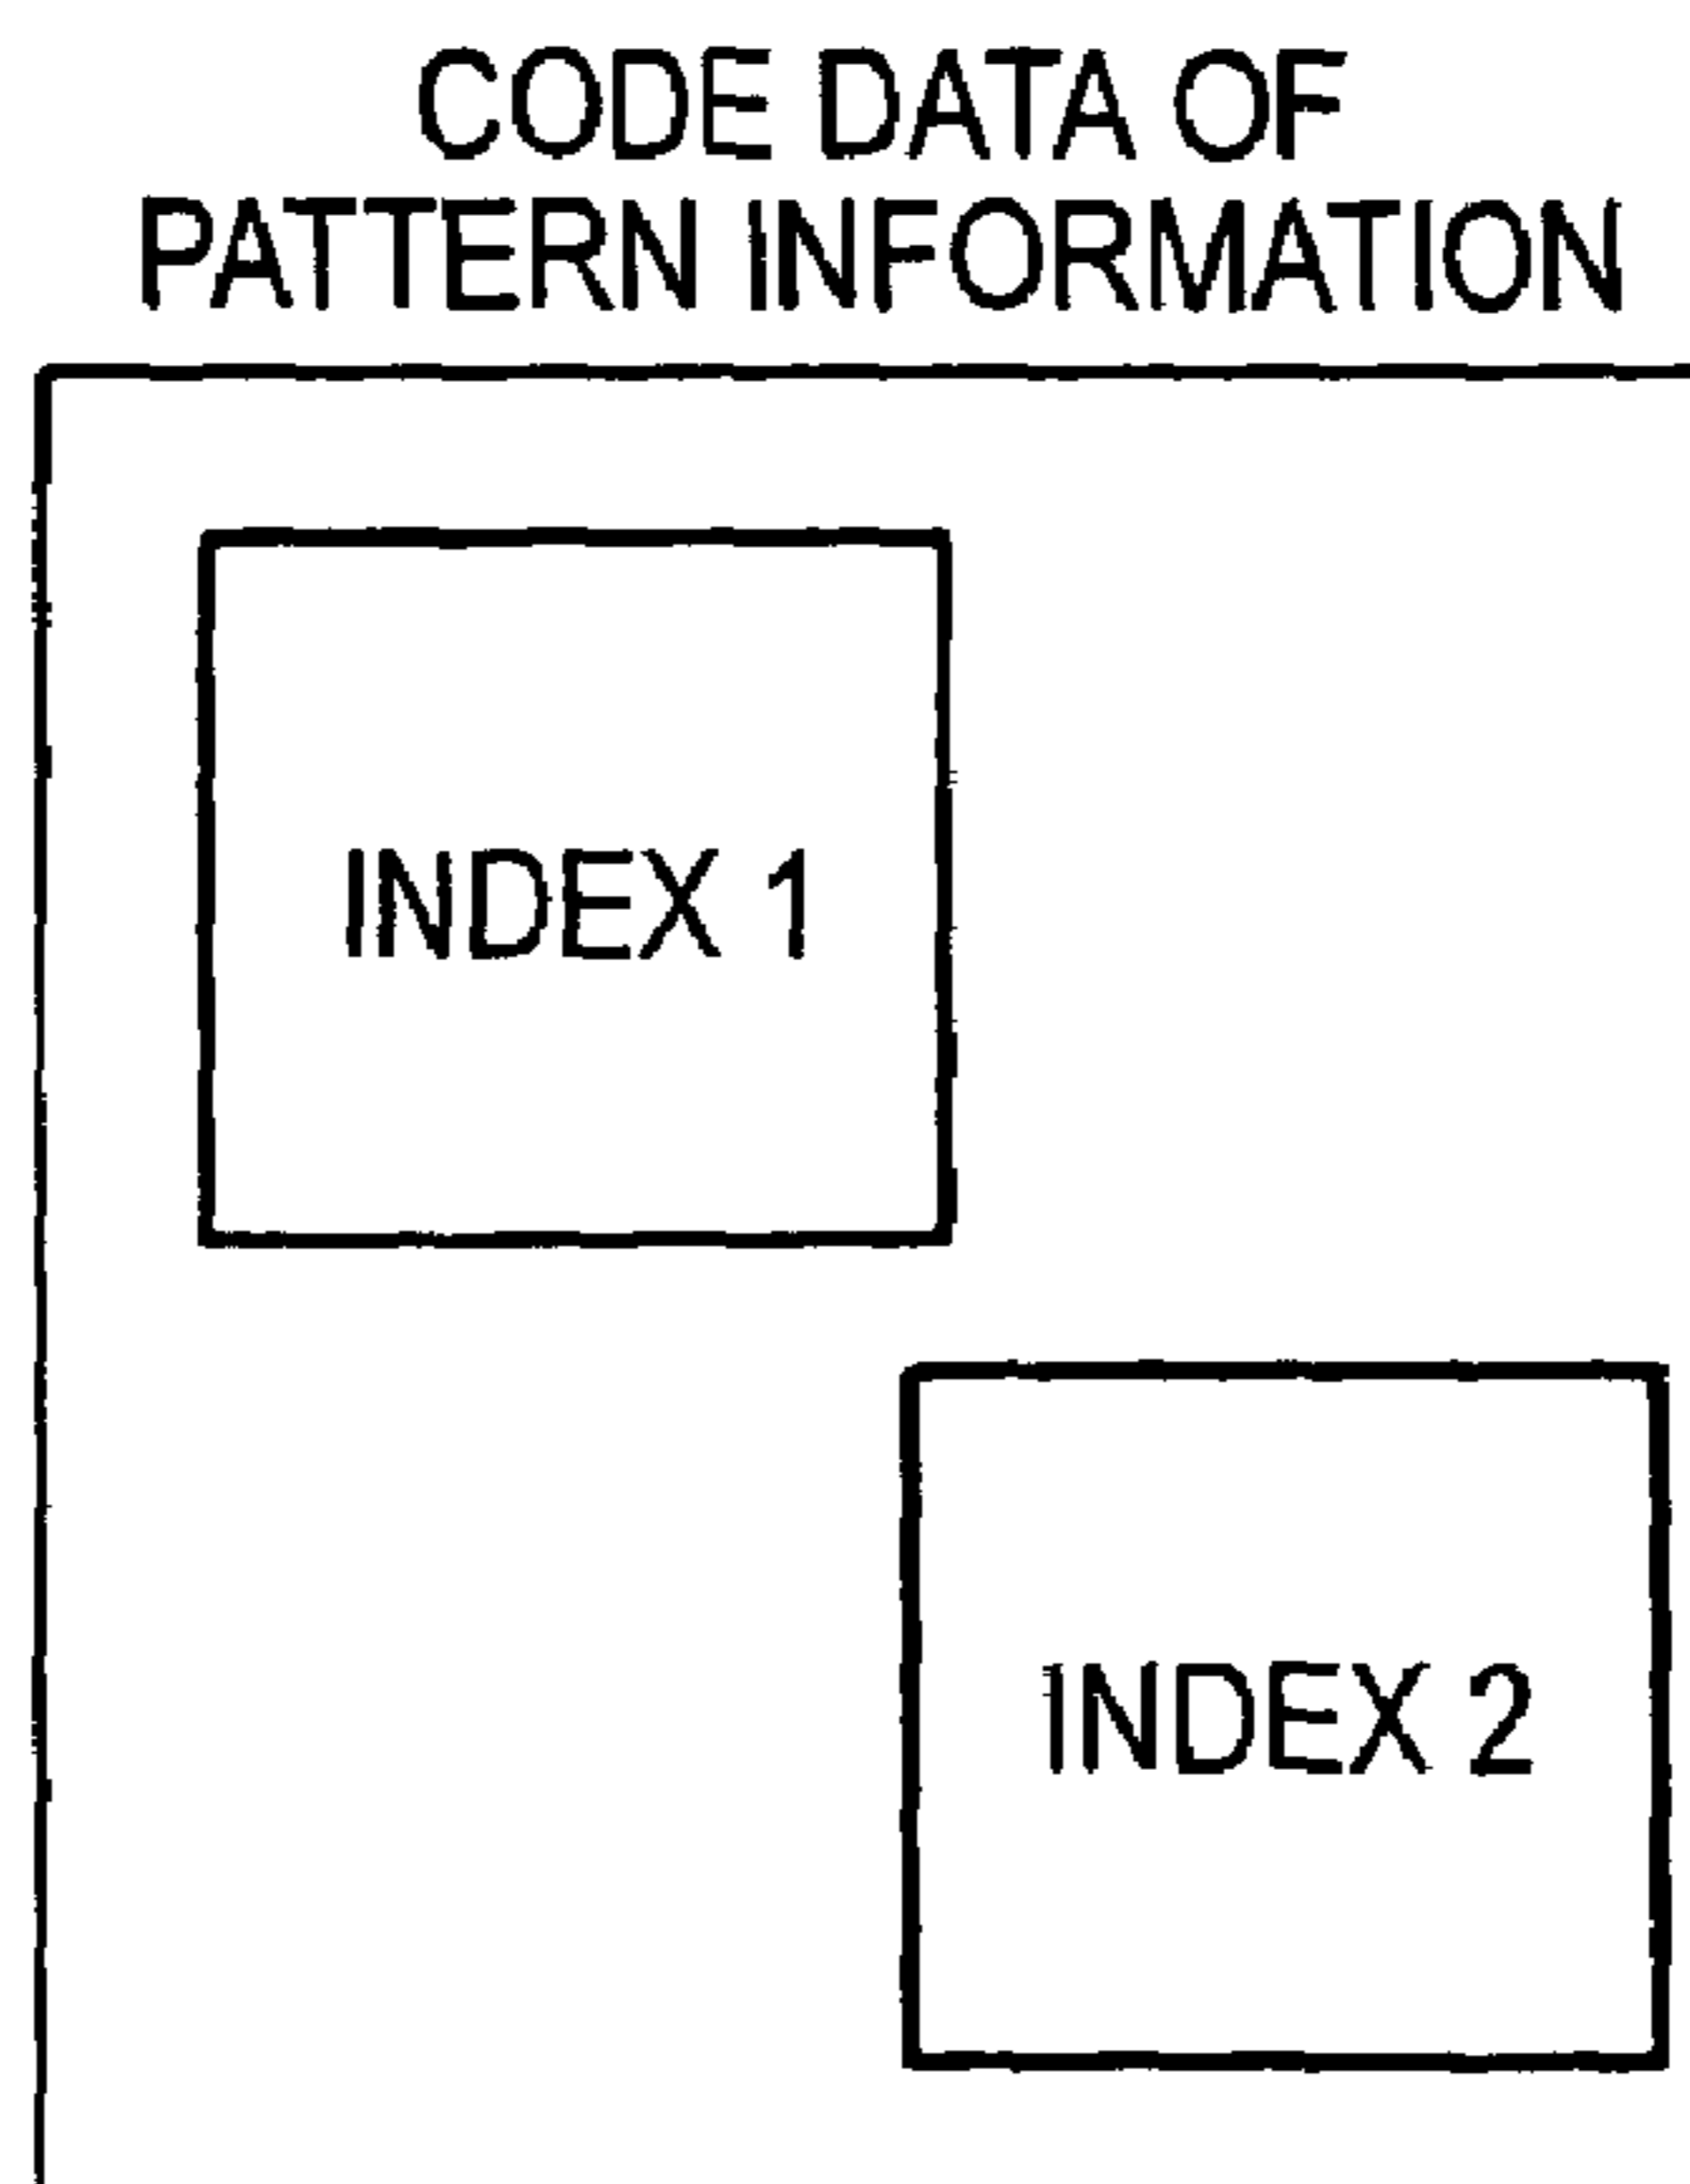 CODE DATA OF
PATTERN INFORMATION
INDEX 1
INDEX 2